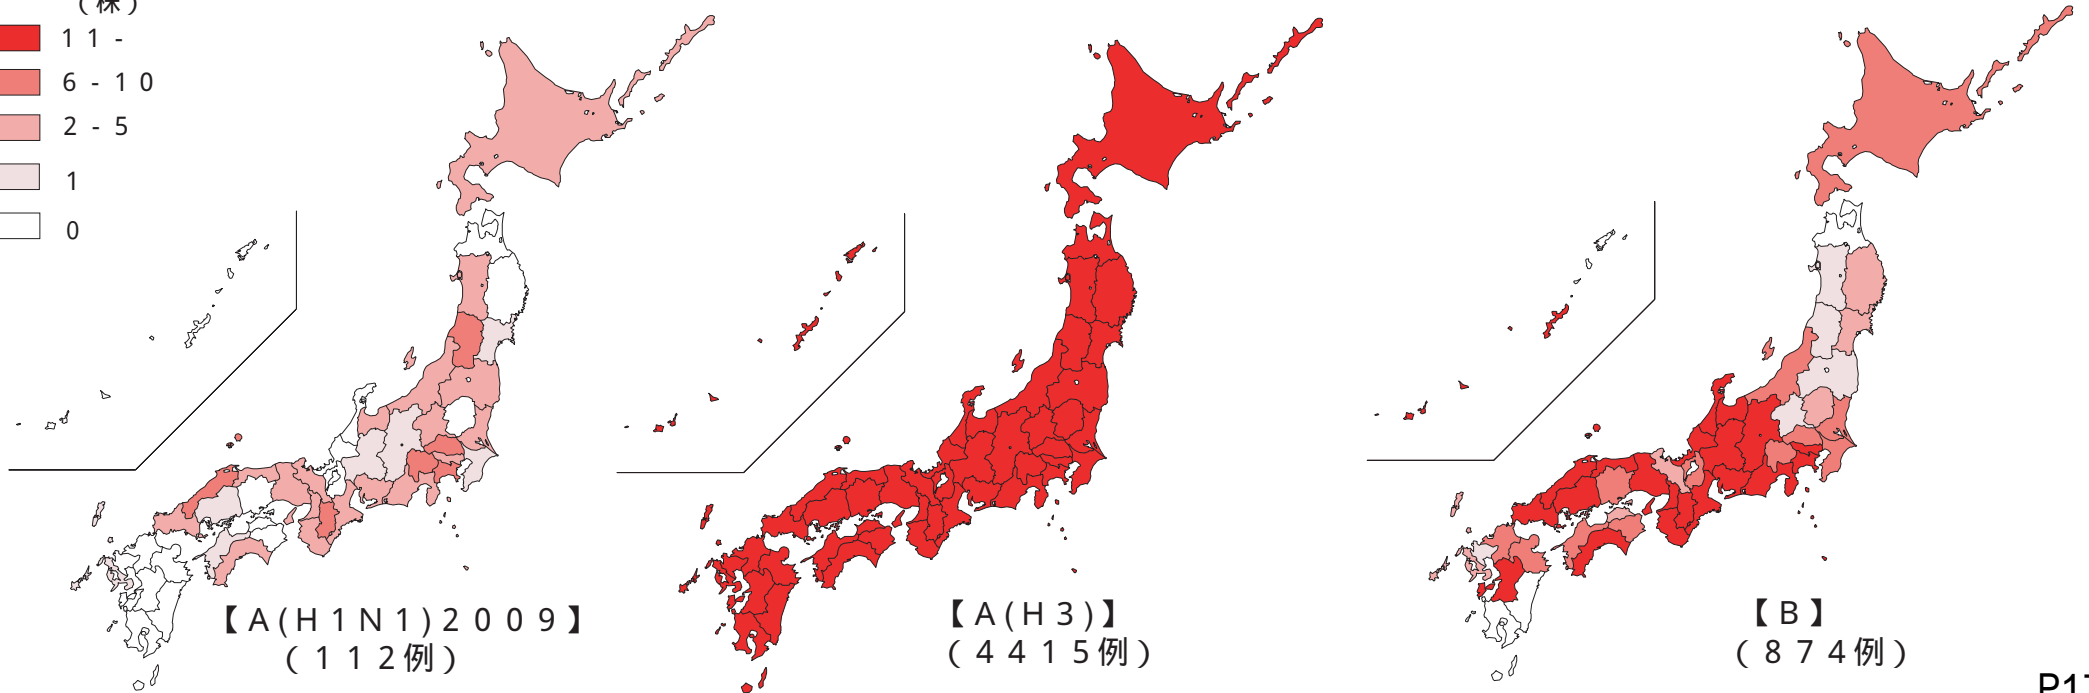 (株)
11-
6-10
2-5
1
0
【A(H1N1)2009】
(112例)
【A(H3)】
(4415例)
【B】
(874例)
P17